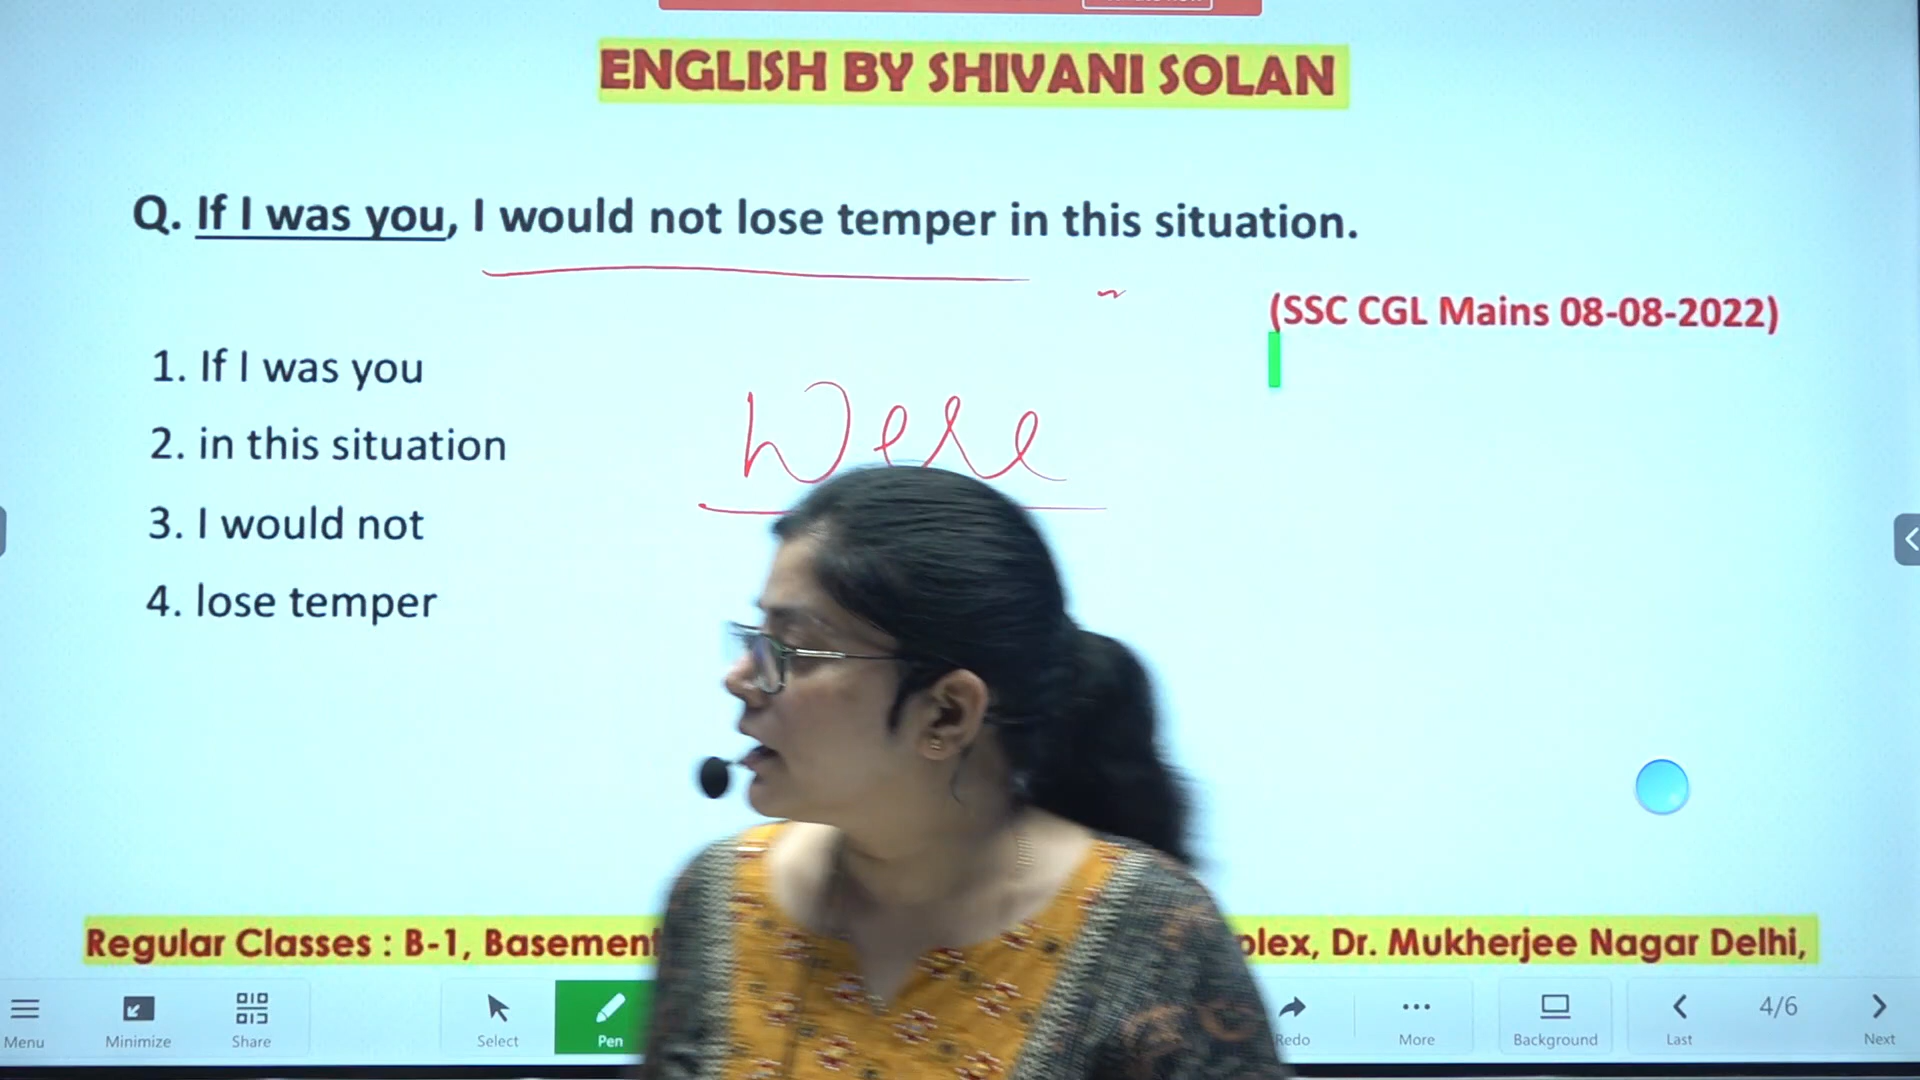 ENGLISH BY SHIVANI SOLAN
Q. If I was you, I would not lose temper in this situation.
(SSC CGL Mains 08-08-2022)
1. If I was you
2. in this situation
3. I would not
4. lose temper
Were
Regular Classes : B-1, Basement
plex, Dr. Mukherjee Nagar Delhi,
Menu
Minimize
Share
Select
Pen
Redo
More
Background
Last
4/6
Next